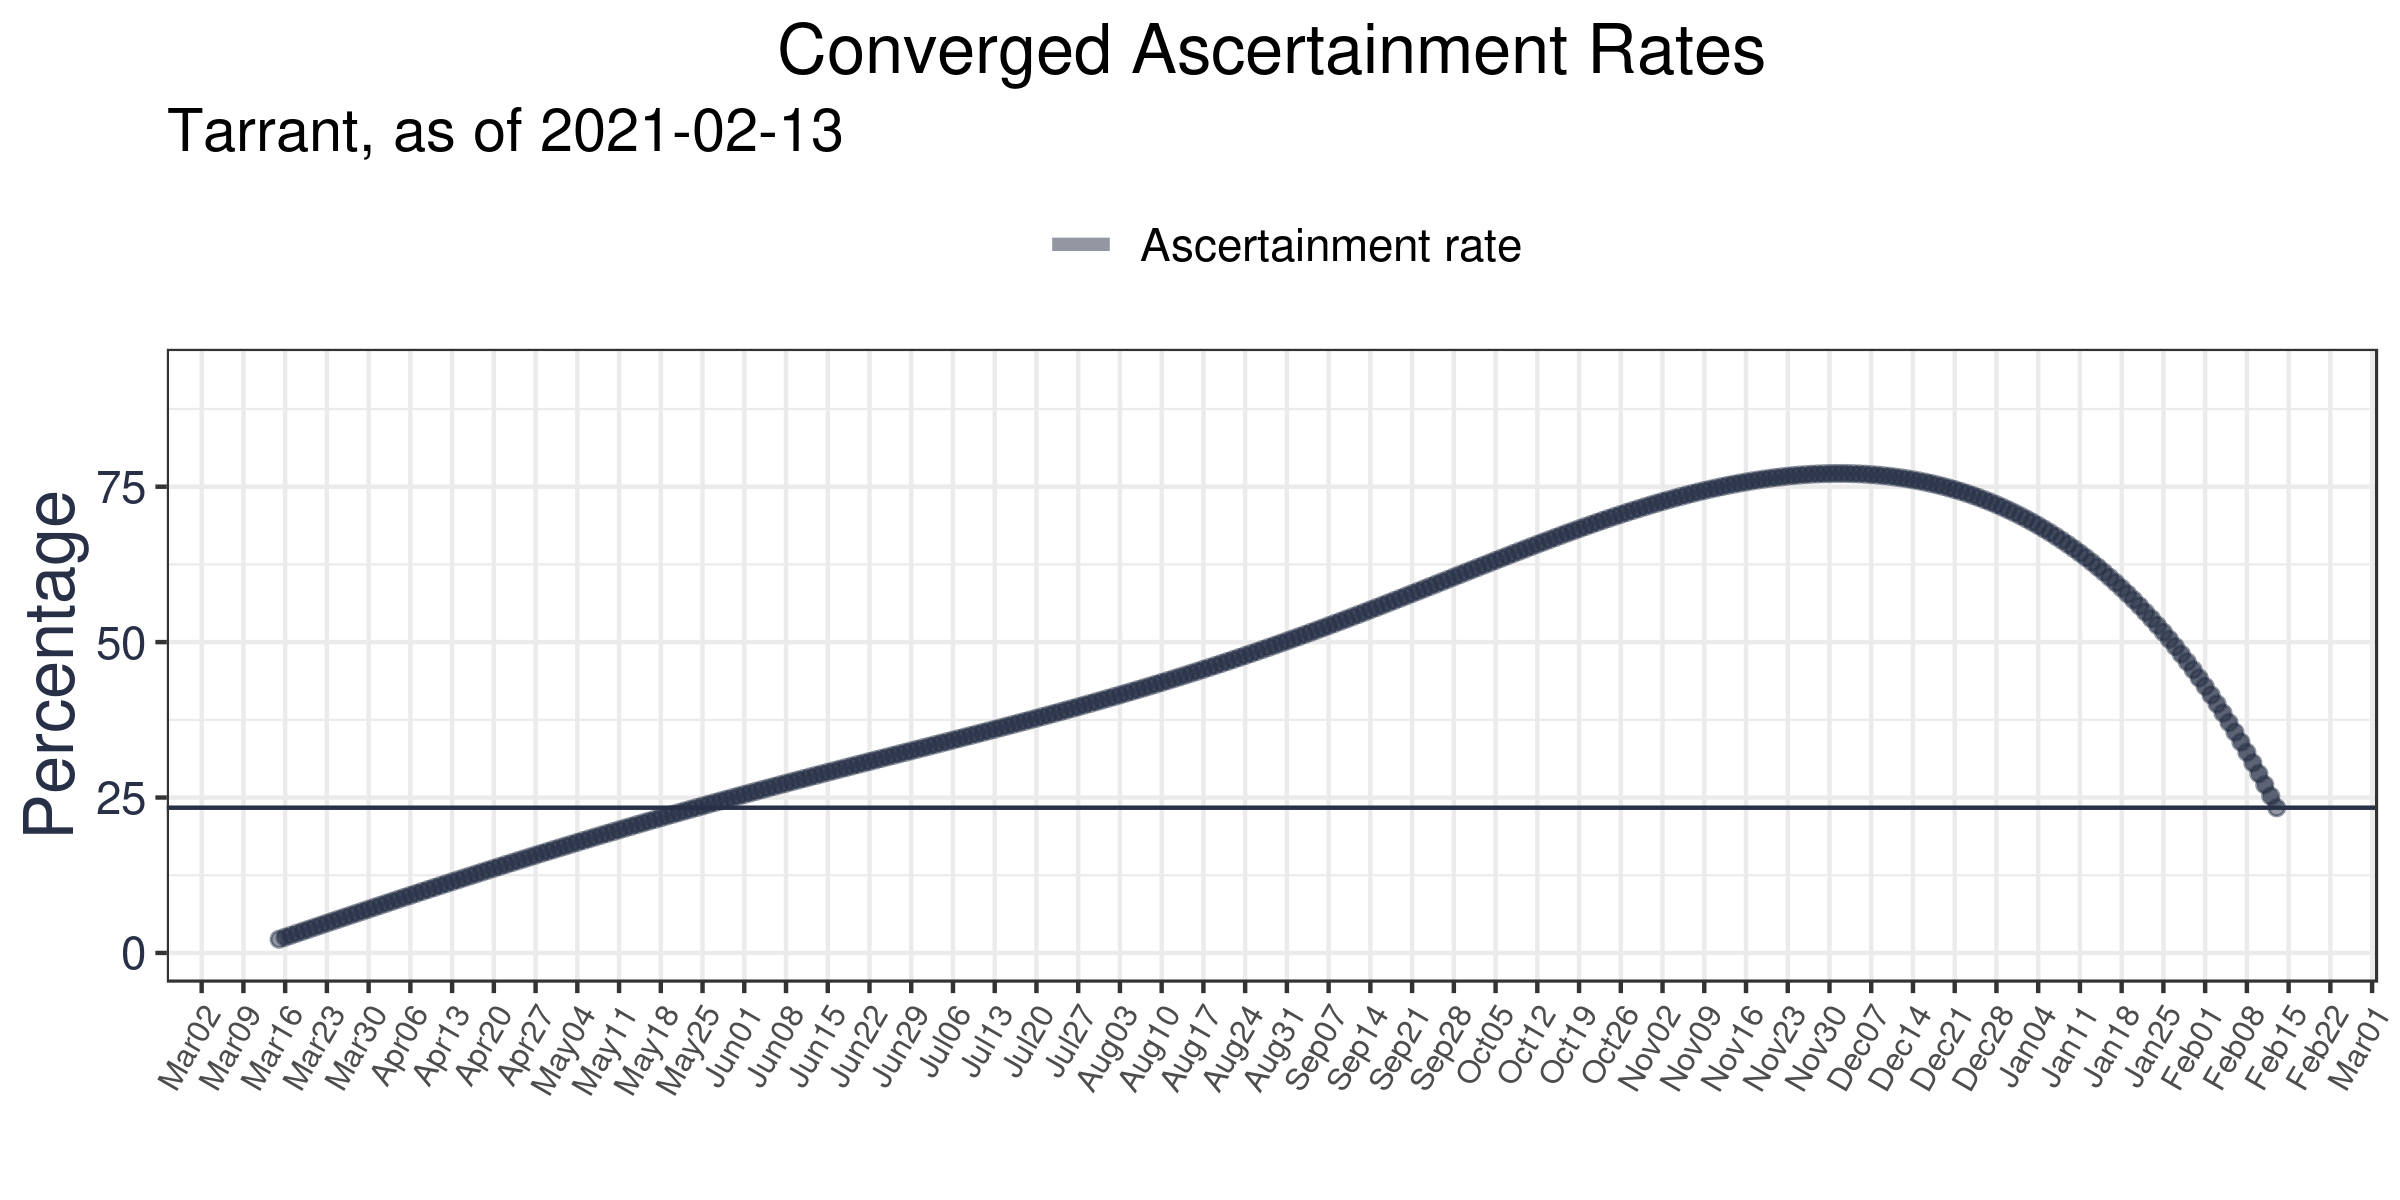 Converged Ascertainment Rates
Tarrant, as of 2021-02-13
Ascertainment rate
Percentage
75
50
25
0
Mar02 Mar09 Mar16 Mar23 Mar30 Apr06 Apr13 Apr20 Apr27 May04 May11 May18 May25 Jun01 Jun08 Jun15 Jun22 Jun29 Jul06 Jul13 Jul20 Jul27 Aug03 Aug10 Aug17 Aug24 Aug31 Sep07 Sep14 Sep21 Sep28 Oct05 Oct12 Oct19 Oct26 Nov02 Nov09 Nov16 Nov23 Nov30 Dec07 Dec14 Dec21 Dec28 Jan04 Jan11 Jan18 Jan25 Feb01 Feb08 Feb15 Feb22 Mar01